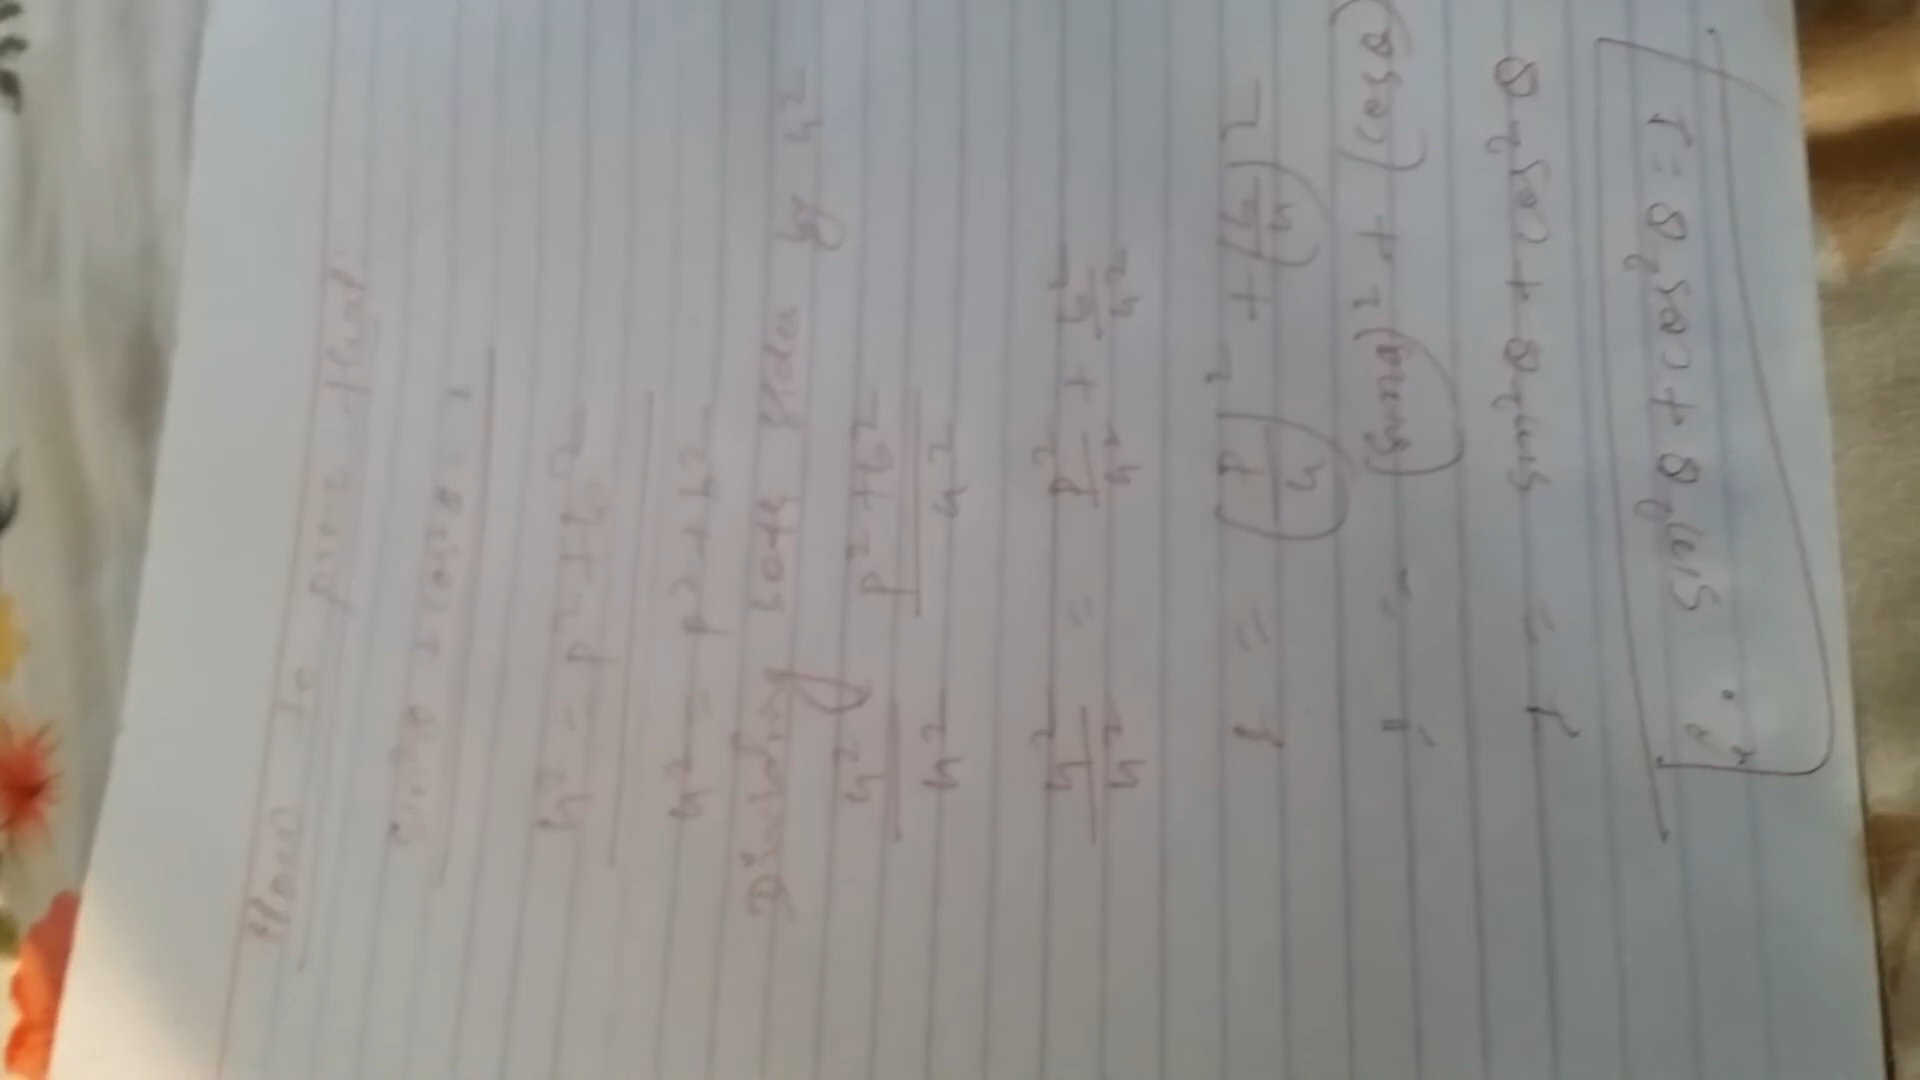 How to prove that
sin²θ + cos²θ = 1
h² = p² + b²
h² = p² + b²
Dividing both sides by h²
h²/h² = p² + b²/h²
h²/h² = p²/h² + b²/h²
1 = (p/h)² + (b/h)²
1 = (sinθ)² + (cosθ)
1 = sin²θ + cos²θ
∴ sin²θ + cos²θ = 1